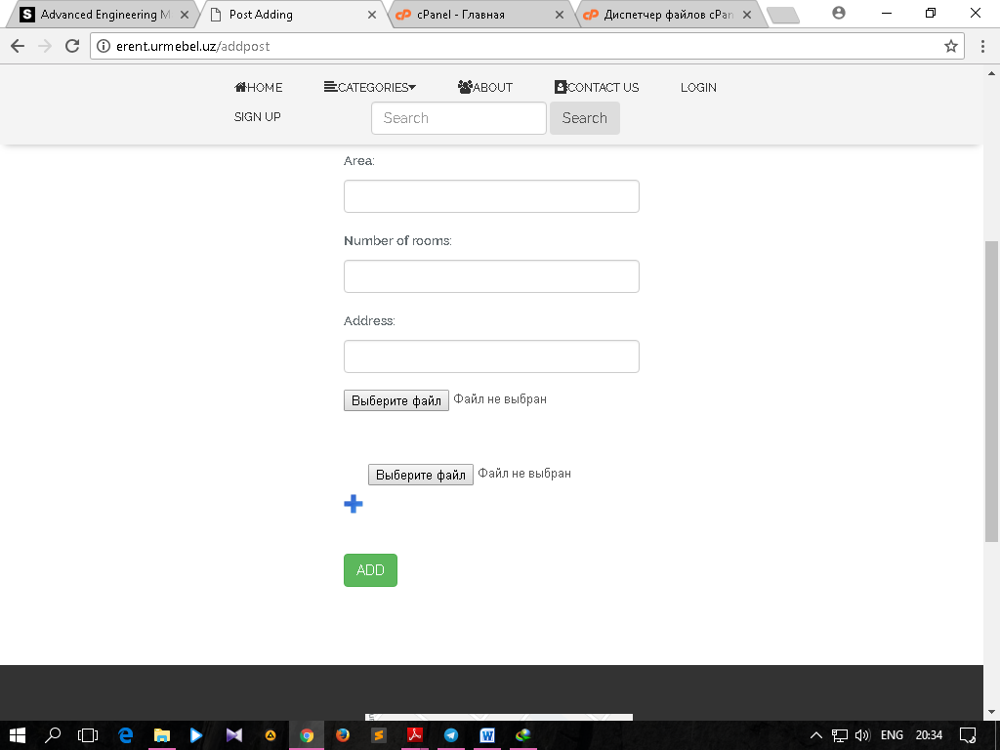 Advanced Engineering M
Post Adding
cPanel - Главная
Диспетчер файлов cPan
erent.urmebel.uz/addpost
HOME
CATEGORIES
ABOUT
CONTACT US
LOGIN
SIGN UP
Search
Search
Area:
Number of rooms:
Address:
Выберите файл Файл не выбран
Выберите файл Файл не выбран
ADD
ENG
20:34